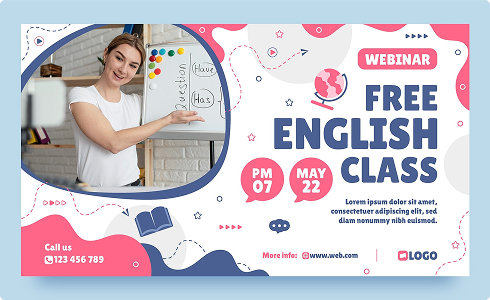 Question
Have
Has
WEBINAR
FREE
ENGLISH
CLASS
PM
07
MAY
22
Lorem ipsum dolor sit amet,
consectetuer adipiscing elit,
sed diam nonummy nibh
euismod.
Call us
123 456 789
More info:
www.web.com
LOGO